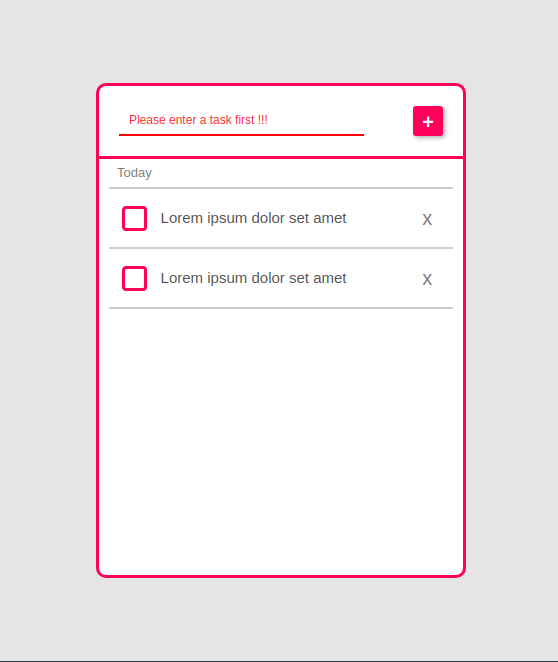 Please enter a task first !!!
+
Today
Lorem ipsum dolor set amet x
Lorem ipsum dolor set amet x